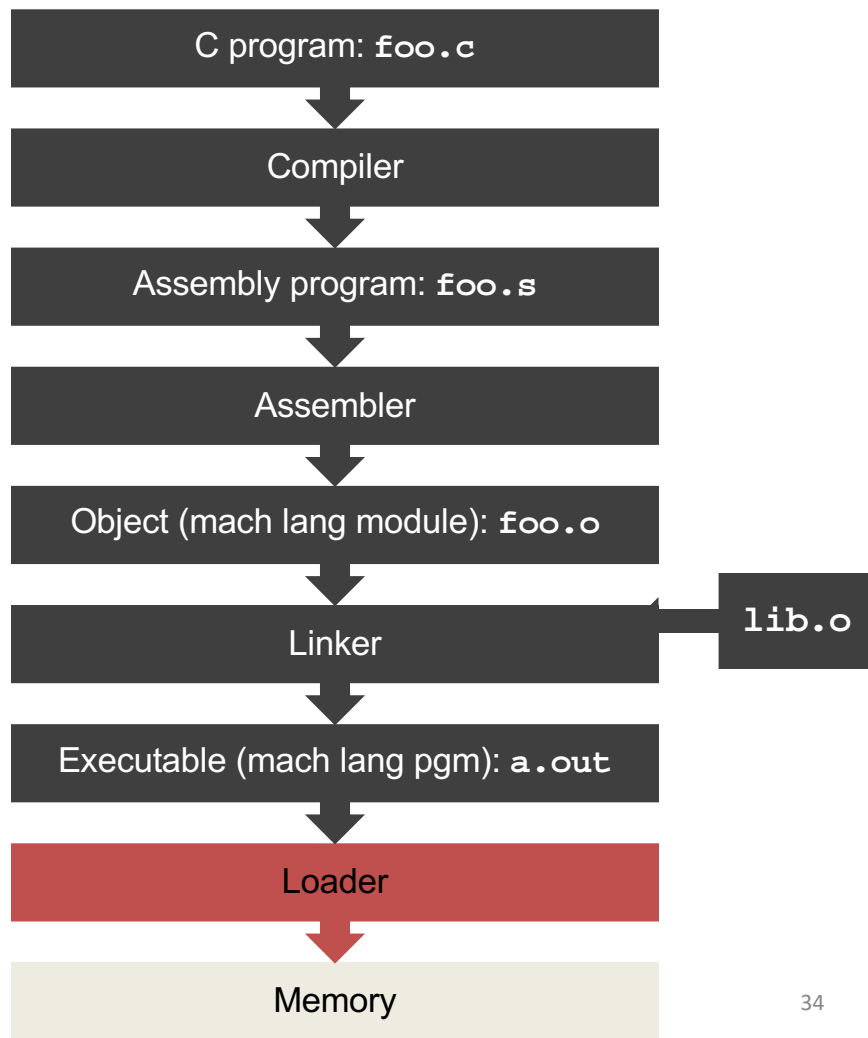 C program: foo.c
Compiler
Assembly program: foo.s
Assembler
Object (mach lang module): foo.o
lib.o
Linker
Executable (mach lang pgm): a.out
Loader
Memory
34